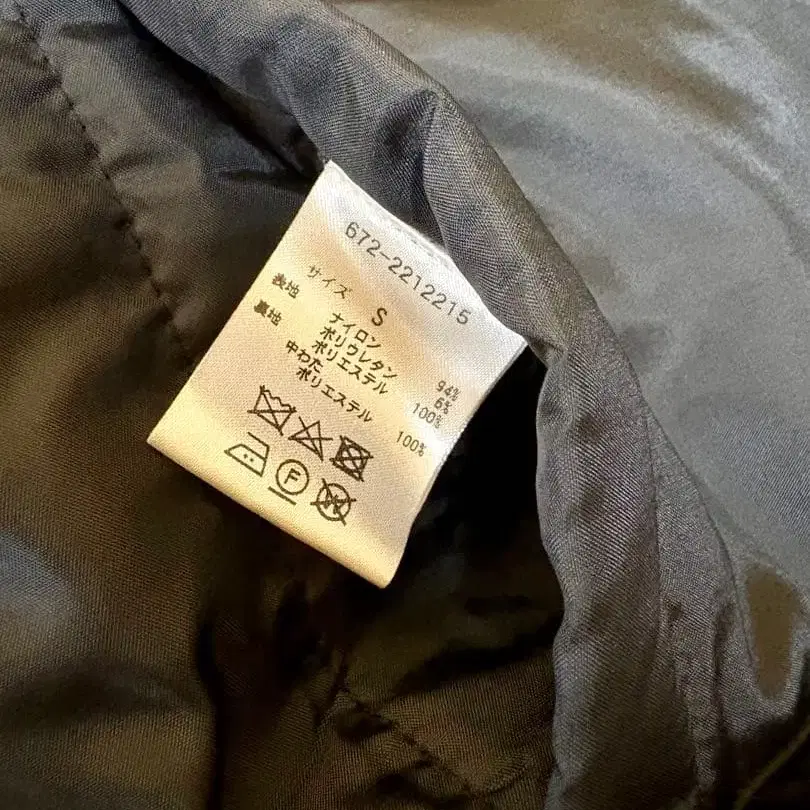 672-2212215
サイズ S
表地 ナイロン 94%
ポリウレタン 6%
裏地 ポリエステル 100%
中わた
ポリエステル 100%
F
W